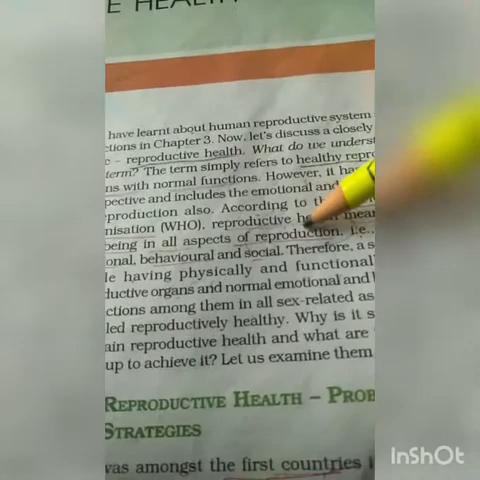 E HEALTH
have learnt about human reproductive system
ctions in Chapter 3. Now, let's discuss a closely
c – reproductive health. What do we underst
term? The term simply refers to healthy repro
ns with normal functions. However, it ha
pective and includes the emotional and
production also. According to th
nisation (WHO), reproductive h mean
being in all aspects of reproduction, i.e.,
onal, behavioural and social. Therefore, a s
le having physically and functional
ductive organs and normal emotional and
ctions among them in all sex-related as
led reproductively healthy. Why is it s
ain reproductive health and what are
up to achieve it? Let us examine them
REPRODUCTIVE HEALTH – PROB
STRATEGIES
was amongst the first countries i
InShOt